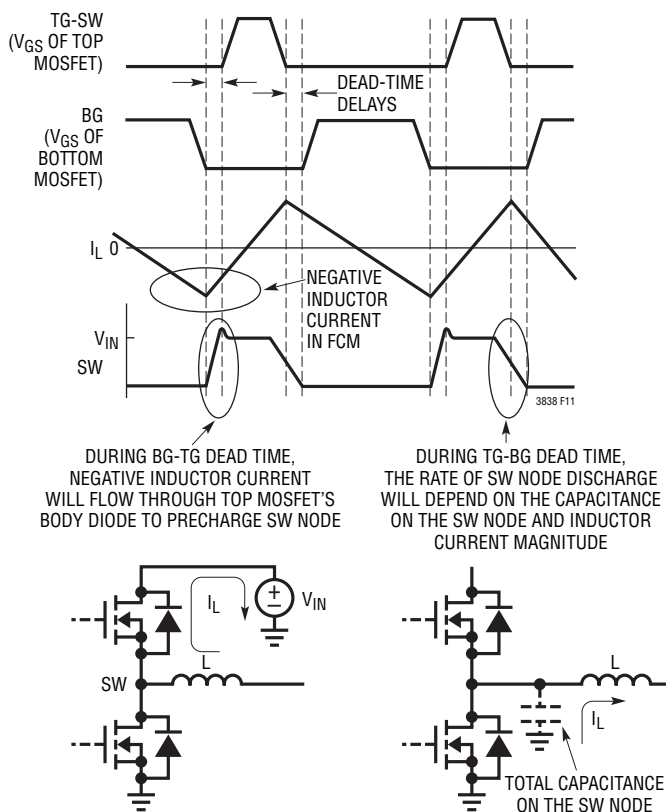 TG-SW
(VGS OF TOP
MOSFET)
DEAD-TIME
DELAYS
BG
(VGS OF
BOTTOM
MOSFET)
IL 0
NEGATIVE
INDUCTOR
CURRENT
IN FCM
VIN
SW
3838 F11
DURING BG-TG DEAD TIME,
NEGATIVE INDUCTOR CURRENT
WILL FLOW THROUGH TOP MOSFET'S
BODY DIODE TO PRECHARGE SW NODE
DURING TG-BG DEAD TIME,
THE RATE OF SW NODE DISCHARGE
WILL DEPEND ON THE CAPACITANCE
ON THE SW NODE AND INDUCTOR
CURRENT MAGNITUDE
IL
+
–
VIN
L
SW
L
IL
TOTAL CAPACITANCE
ON THE SW NODE